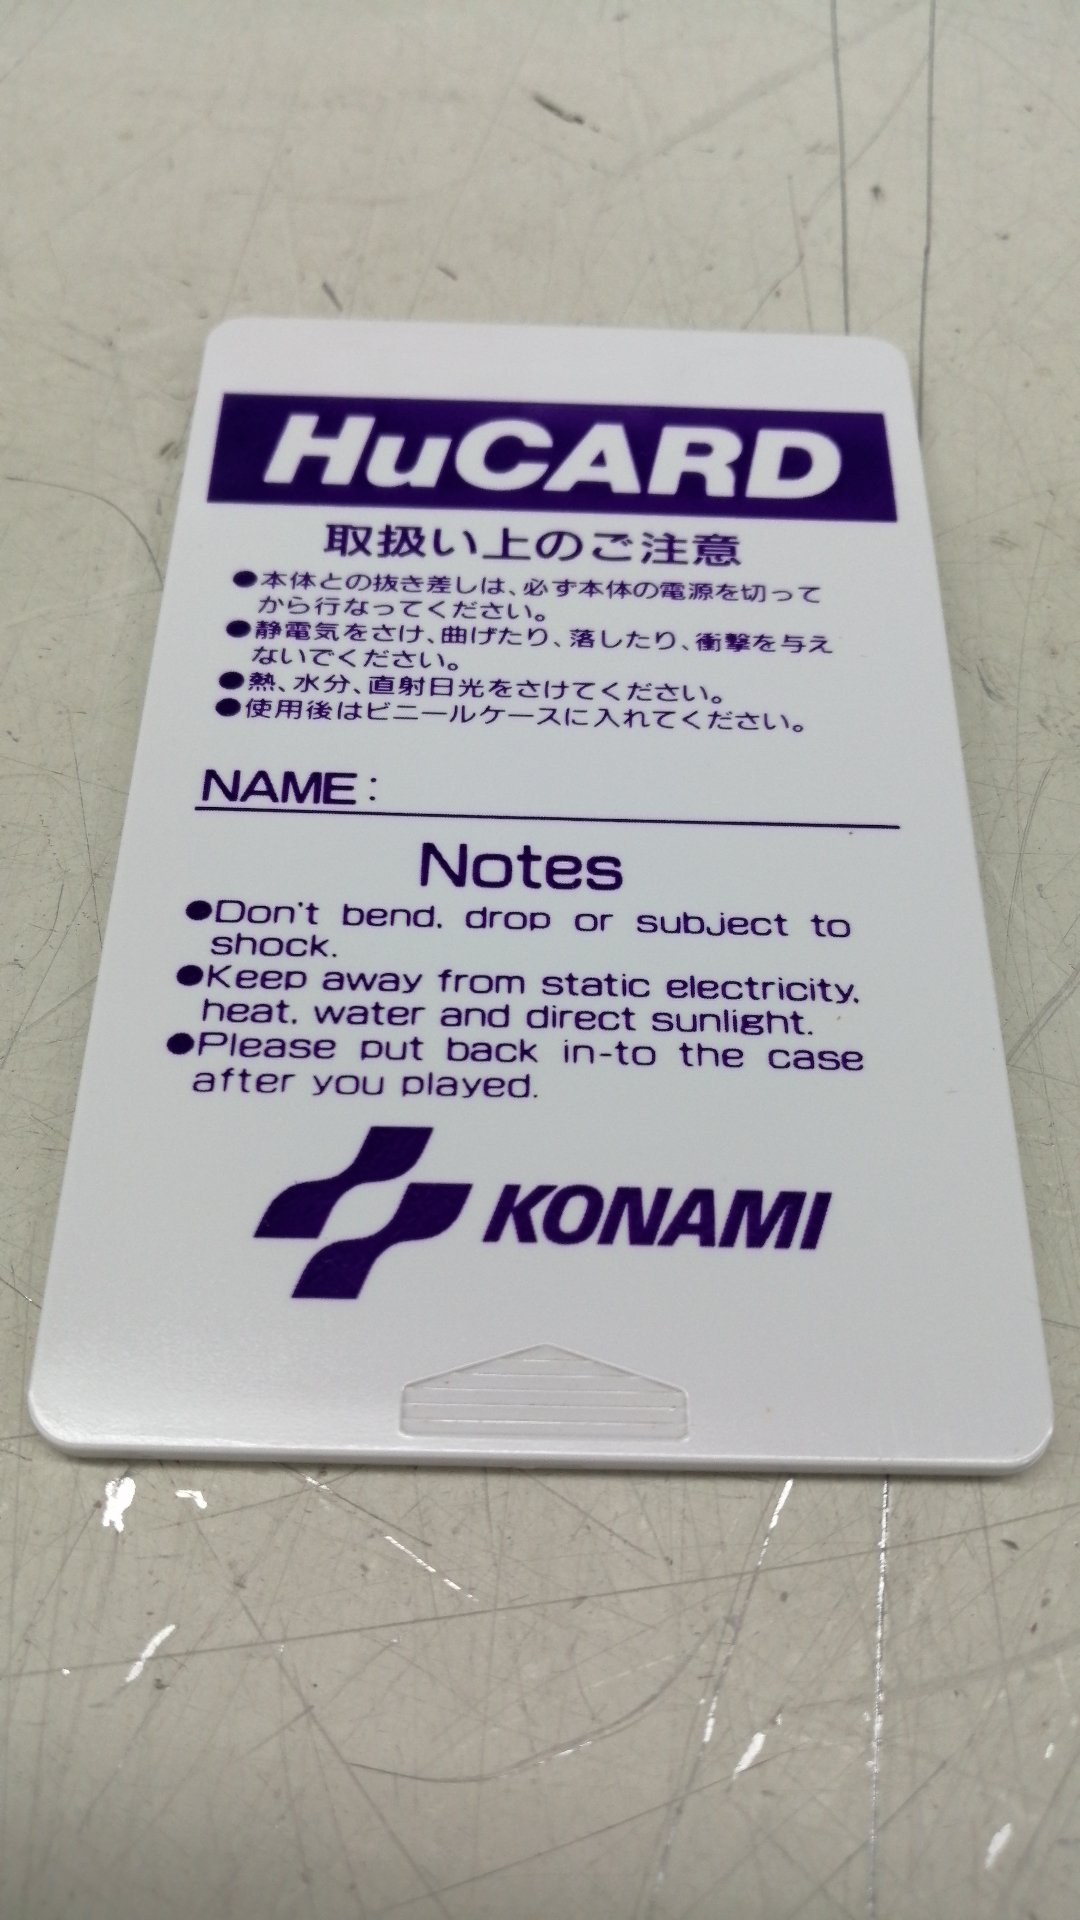 HuCARD
取扱い上のご注意
●本体との抜き差しは、必ず本体の電源を切って
から行なってください。
●静電気をさけ、曲げたり、落したり、衝撃を与え
ないでください。
●熱、水分、直射日光をさけてください。
●使用後はビニールケースに入れてください。
NAME:
Notes
●Don't bend, drop or subject to
shock.
●Keep away from static electricity,
heat, water and direct sunlight.
●Please put back in-to the case
after you played.
KONAMI